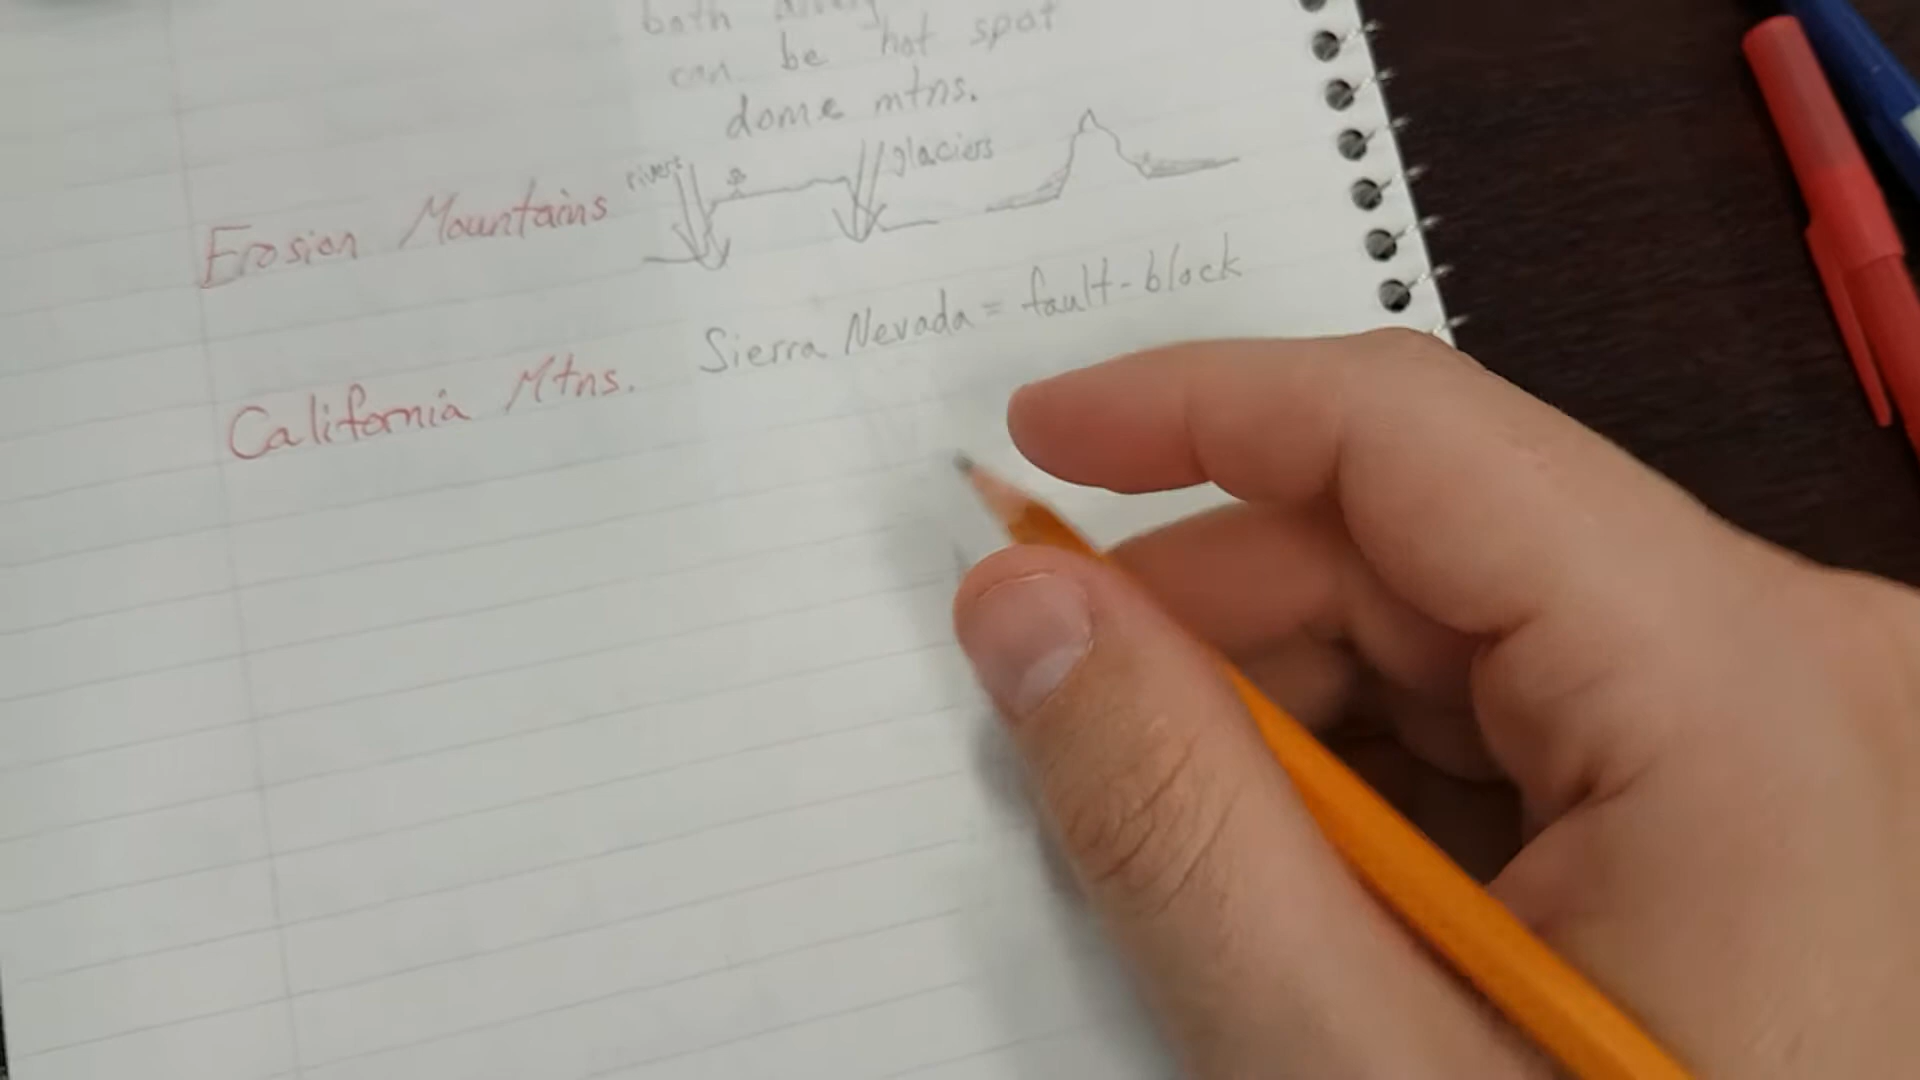 both
can be hot spot
dome mtns.
Erosion Mountains rivers glaciers
California Mtns. Sierra Nevada = fault-block